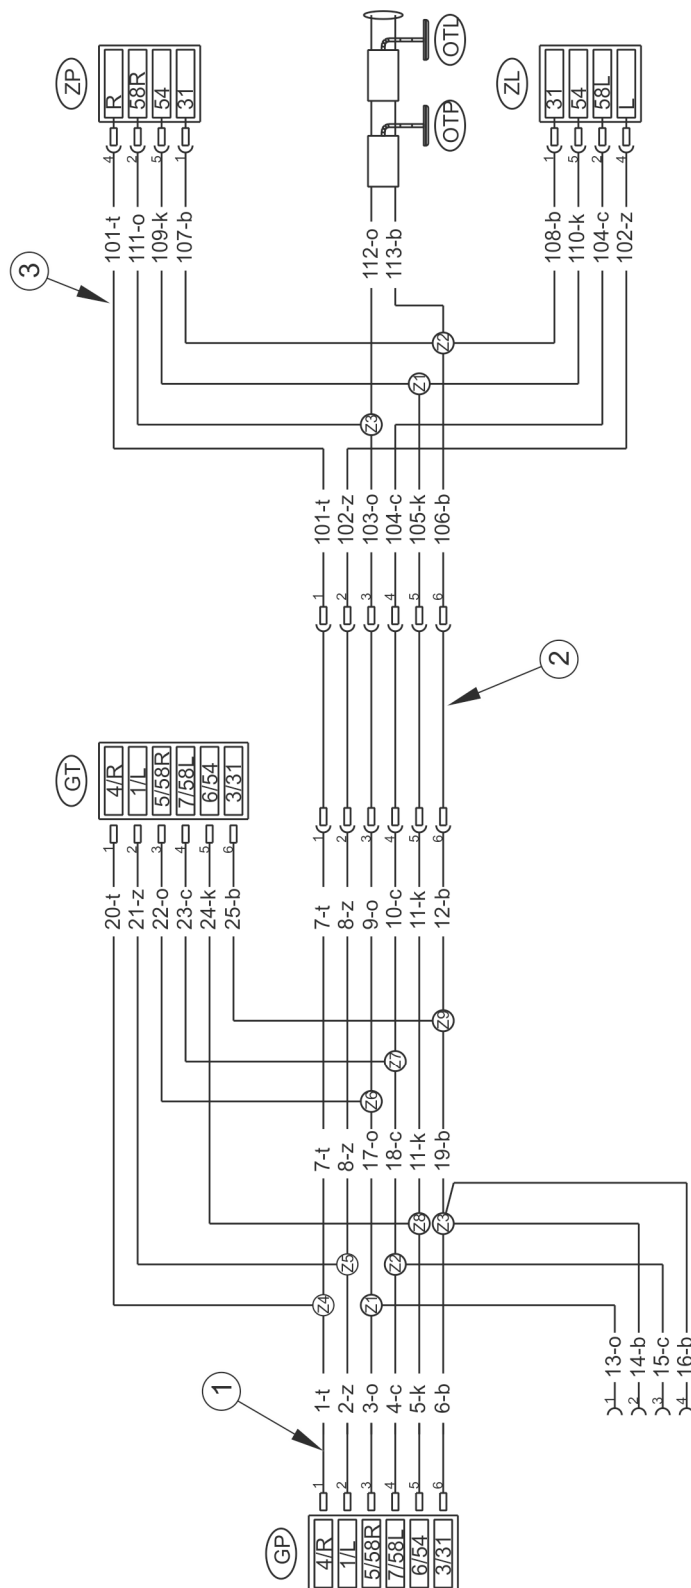 ZP
R
58R
54
31
4
2
5
1
101-t
111-o
109-k
107-b
OTL
OTP
112-o
113-b
ZL
31
54
58L
L
1
5
2
4
108-b
110-k
104-c
102-z
3
Z2
Z1
Z3
101-t
102-z
103-o
104-c
105-k
106-b
1
2
3
4
5
6
2
GT
4/R
1/L
5/58R
7/58L
6/54
3/31
1
2
3
4
5
6
20-t
21-z
22-o
23-c
24-k
25-b
1
2
3
4
5
6
7-t
8-z
9-o
10-c
11-k
12-b
Z9
Z7
Z6
7-t
8-z
17-o
18-c
11-k
19-b
Z8
Z3
Z5
Z2
Z4
Z1
13-o
14-b
15-c
16-b
1
2
3
4
1
1-t
2-z
3-o
4-c
5-k
6-b
1
2
3
4
5
6
GP
4/R
1/L
5/58R
7/58L
6/54
3/31